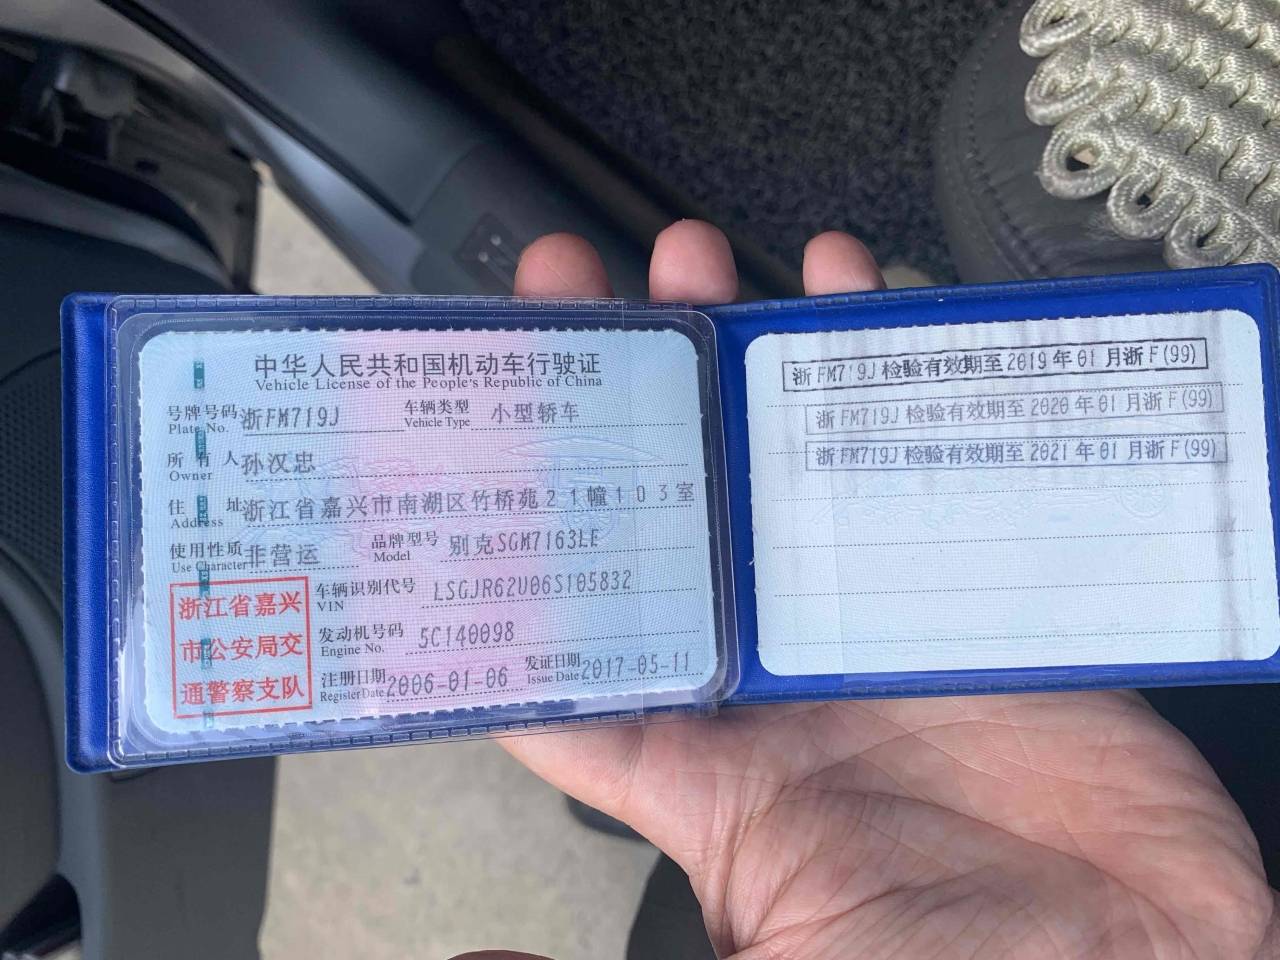 中华人民共和国机动车行驶证
Vehicle License of the People's Republic of China
号牌号码 浙FM719J 车辆类型 小型轿车
Plate No. Vehicle Type
所有人 孙汉忠
Owner
住址 浙江省嘉兴市南湖区竹桥苑21幢103室
Address
使用性质 非营运 品牌型号 别克SGM7163LE
Use Character Model
浙江省嘉兴
市公安局交
通警察支队
车辆识别代号 LSGJR62U06S105832
VIN
发动机号码 5C140098
Engine No.
注册日期 2006-01-06 发证日期 2017-05-11
Register Date Issue Date
浙FM719J检验有效期至2019年01月浙F(99)
浙FM719J检验有效期至2020年01月浙F(99)
浙FM719J检验有效期至2021年01月浙F(99)